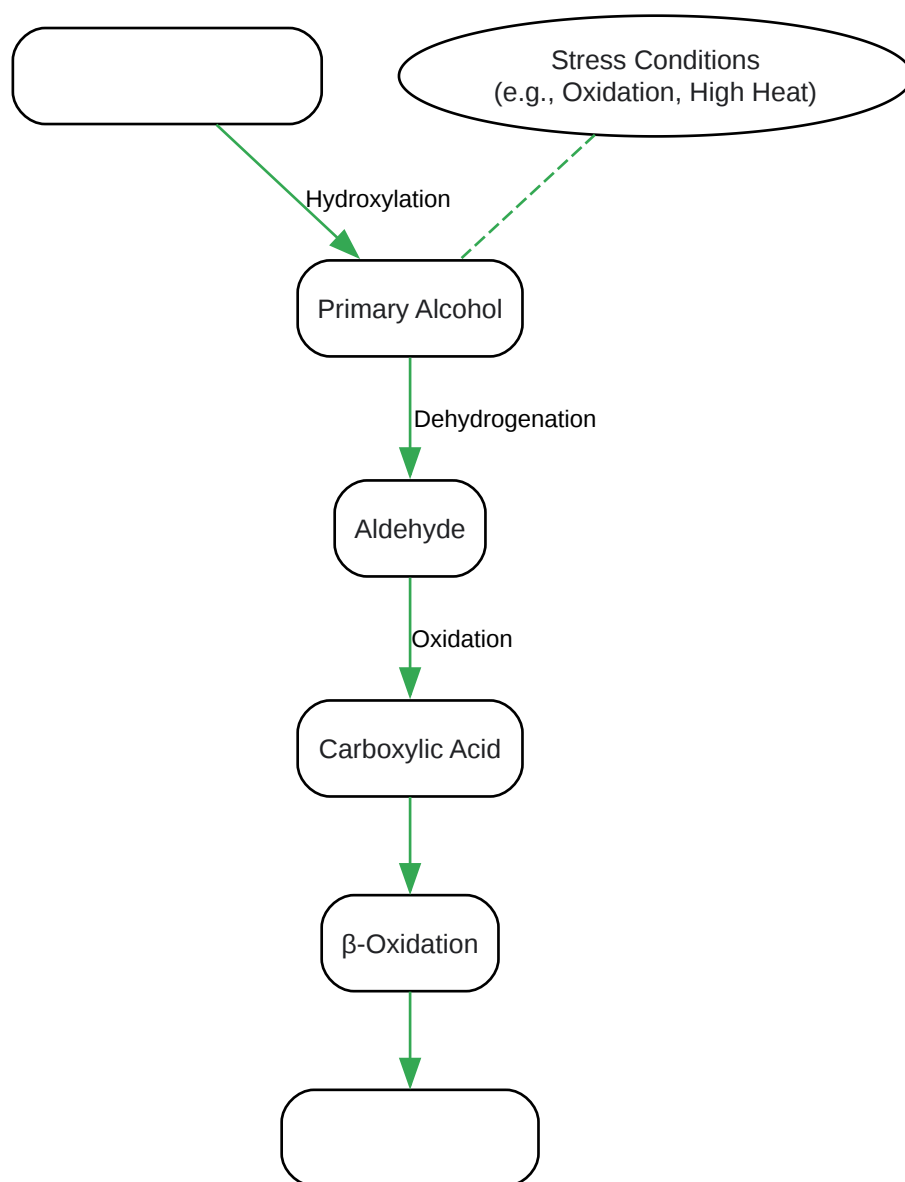 Stress Conditions
(e.g., Oxidation, High Heat)
Hydroxylation
Primary Alcohol
Dehydrogenation
Aldehyde
Oxidation
Carboxylic Acid
β-Oxidation